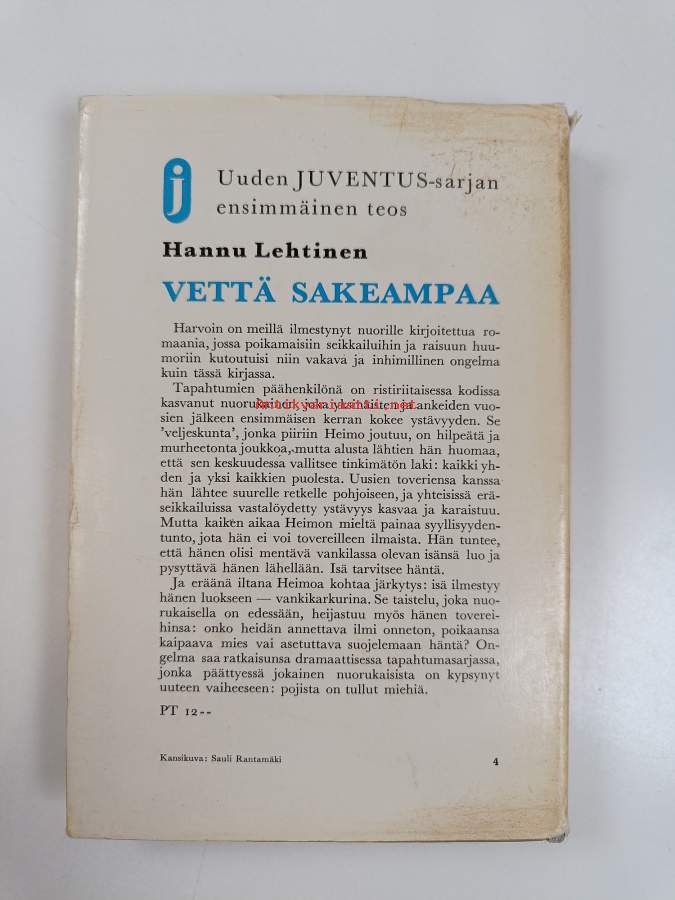 j
Uuden JUVENTUS-sarjan
ensimmäinen teos
Hannu Lehtinen
VETTÄ SAKEAMPAA
Harvoin on meillä ilmestynyt nuorille kirjoitettua ro-
maania, jossa poikamaisiin seikkailuihin ja raisuun huu-
moriin kutoutuisi niin vakava ja inhimillinen ongelma
kuin tässä kirjassa.
Tapahtumien päähenkilönä on ristiriitaisessa kodissa
kasvanut nuorukainen, joka yksinäisten ja ankeiden vuo-
sien jälkeen ensimmäisen kerran kokee ystävyyden. Se
'veljeskunta', jonka piiriin Heimo joutuu, on hilpeätä ja
murheetonta joukkoa, mutta alusta lähtien hän huomaa,
että sen keskuudessa vallitsee tinkimätön laki: kaikki yh-
den ja yksi kaikkien puolesta. Uusien toveriensa kanssa
hän lähtee suurelle retkelle pohjoiseen, ja yhteisissä erä-
seikkailuissa vastalöydetty ystävyys kasvaa ja karaistuu.
Mutta kaiken aikaa Heimon mieltä painaa syyllisyyden-
tunto, jota hän ei voi tovereilleen ilmaista. Hän tuntee,
että hänen olisi mentävä vankilassa olevan isänsä luo ja
pysyttävä hänen lähellään. Isä tarvitsee häntä.
Ja eräänä iltana Heimoa kohtaa järkytys: isä ilmestyy
hänen luokseen — vankikarkurina. Se taistelu, joka nuo-
rukaisella on edessään, heijastuu myös hänen toverei-
hinsa: onko heidän annettava ilmi onneton, poikaansa
kaipaava mies vai asetuttava suojelemaan häntä? On-
gelma saa ratkaisunsa dramaattisessa tapahtumasarjassa,
jonka päättyessä jokainen nuorukaisista on kypsynyt
uuteen vaiheeseen: pojista on tullut miehiä.
PT 12--
Kansikuva: Sauli Rantamäki 4